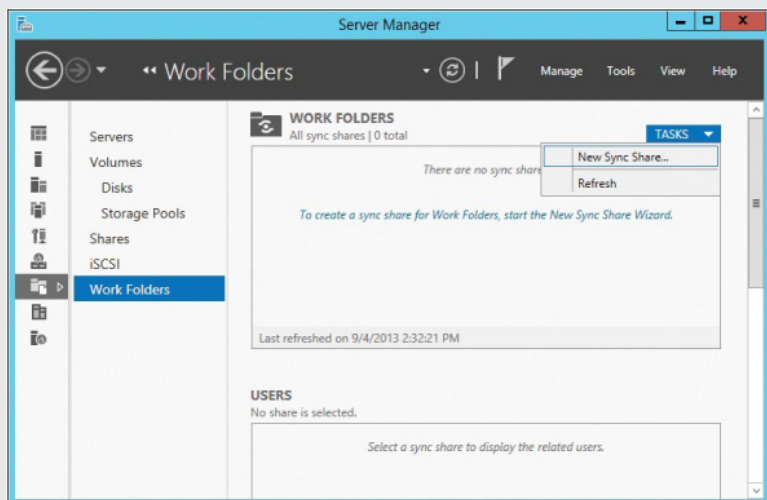 Server Manager
Work Folders
Manage Tools View Help
Servers
Volumes
Disks
Storage Pools
Shares
iSCSI
Work Folders
WORK FOLDERS
All sync shares | 0 total
TASKS
New Sync Share...
Refresh
There are no sync share
To create a sync share for Work Folders, start the New Sync Share Wizard.
Last refreshed on 9/4/2013 2:32:21 PM
USERS
No share is selected.
Select a sync share to display the related users.